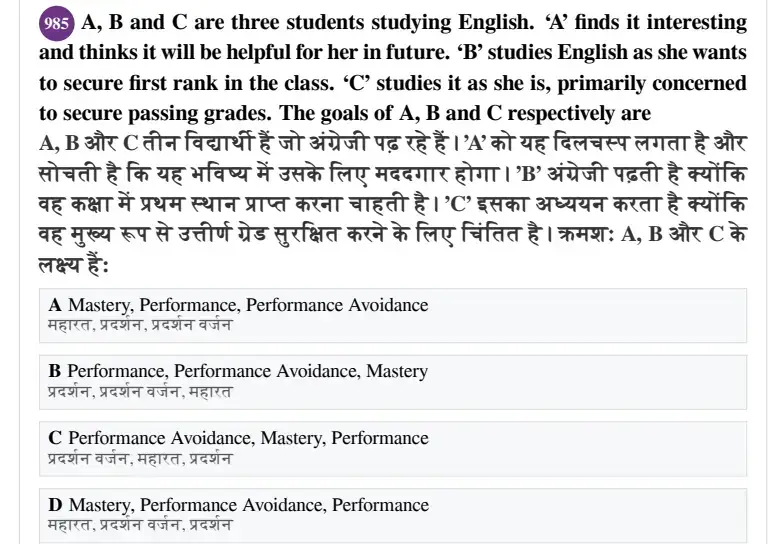 985 A, B and C are three students studying English. ‘A’ finds it interesting
and thinks it will be helpful for her in future. ‘B’ studies English as she wants
to secure first rank in the class. ‘C’ studies it as she is, primarily concerned
to secure passing grades. The goals of A, B and C respectively are
A, B और C तीन विद्यार्थी हैं जो अंग्रेजी पढ़ रहे हैं। ’A’ को यह दिलचस्प लगता है और
सोचती है कि यह भविष्य में उसके लिए मददगार होगा। ’B’ अंग्रेजी पढ़ती है क्योंकि
वह कक्षा में प्रथम स्थान प्राप्त करना चाहती है। ’C’ इसका अध्ययन करता है क्योंकि
वह मुख्य रूप से उत्तीर्ण ग्रेड सुरक्षित करने के लिए चिंतित है। क्रमशः A, B और C के
लक्ष्य हैं:
A Mastery, Performance, Performance Avoidance
महारत, प्रदर्शन, प्रदर्शन वर्जन
B Performance, Performance Avoidance, Mastery
प्रदर्शन, प्रदर्शन वर्जन, महारत
C Performance Avoidance, Mastery, Performance
प्रदर्शन वर्जन, महारत, प्रदर्शन
D Mastery, Performance Avoidance, Performance
महारत, प्रदर्शन वर्जन, प्रदर्शन